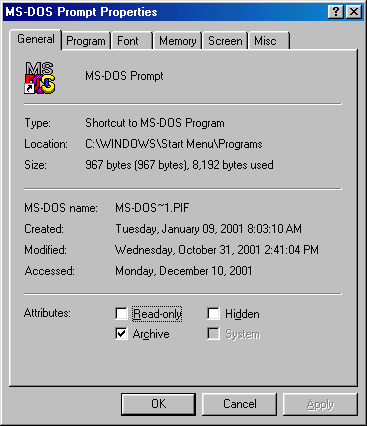 MS-DOS Prompt Properties
General Program Font Memory Screen Misc
MS DOS
MS-DOS Prompt
Type: Shortcut to MS-DOS Program
Location: C:\WINDOWS\Start Menu\Programs
Size: 967 bytes (967 bytes), 8,192 bytes used
MS-DOS name: MS-DOS~1.PIF
Created: Tuesday, January 09, 2001 8:03:10 AM
Modified: Wednesday, October 31, 2001 2:41:04 PM
Accessed: Monday, December 10, 2001
Attributes: Read-only Hidden
Archive System
OK Cancel Apply